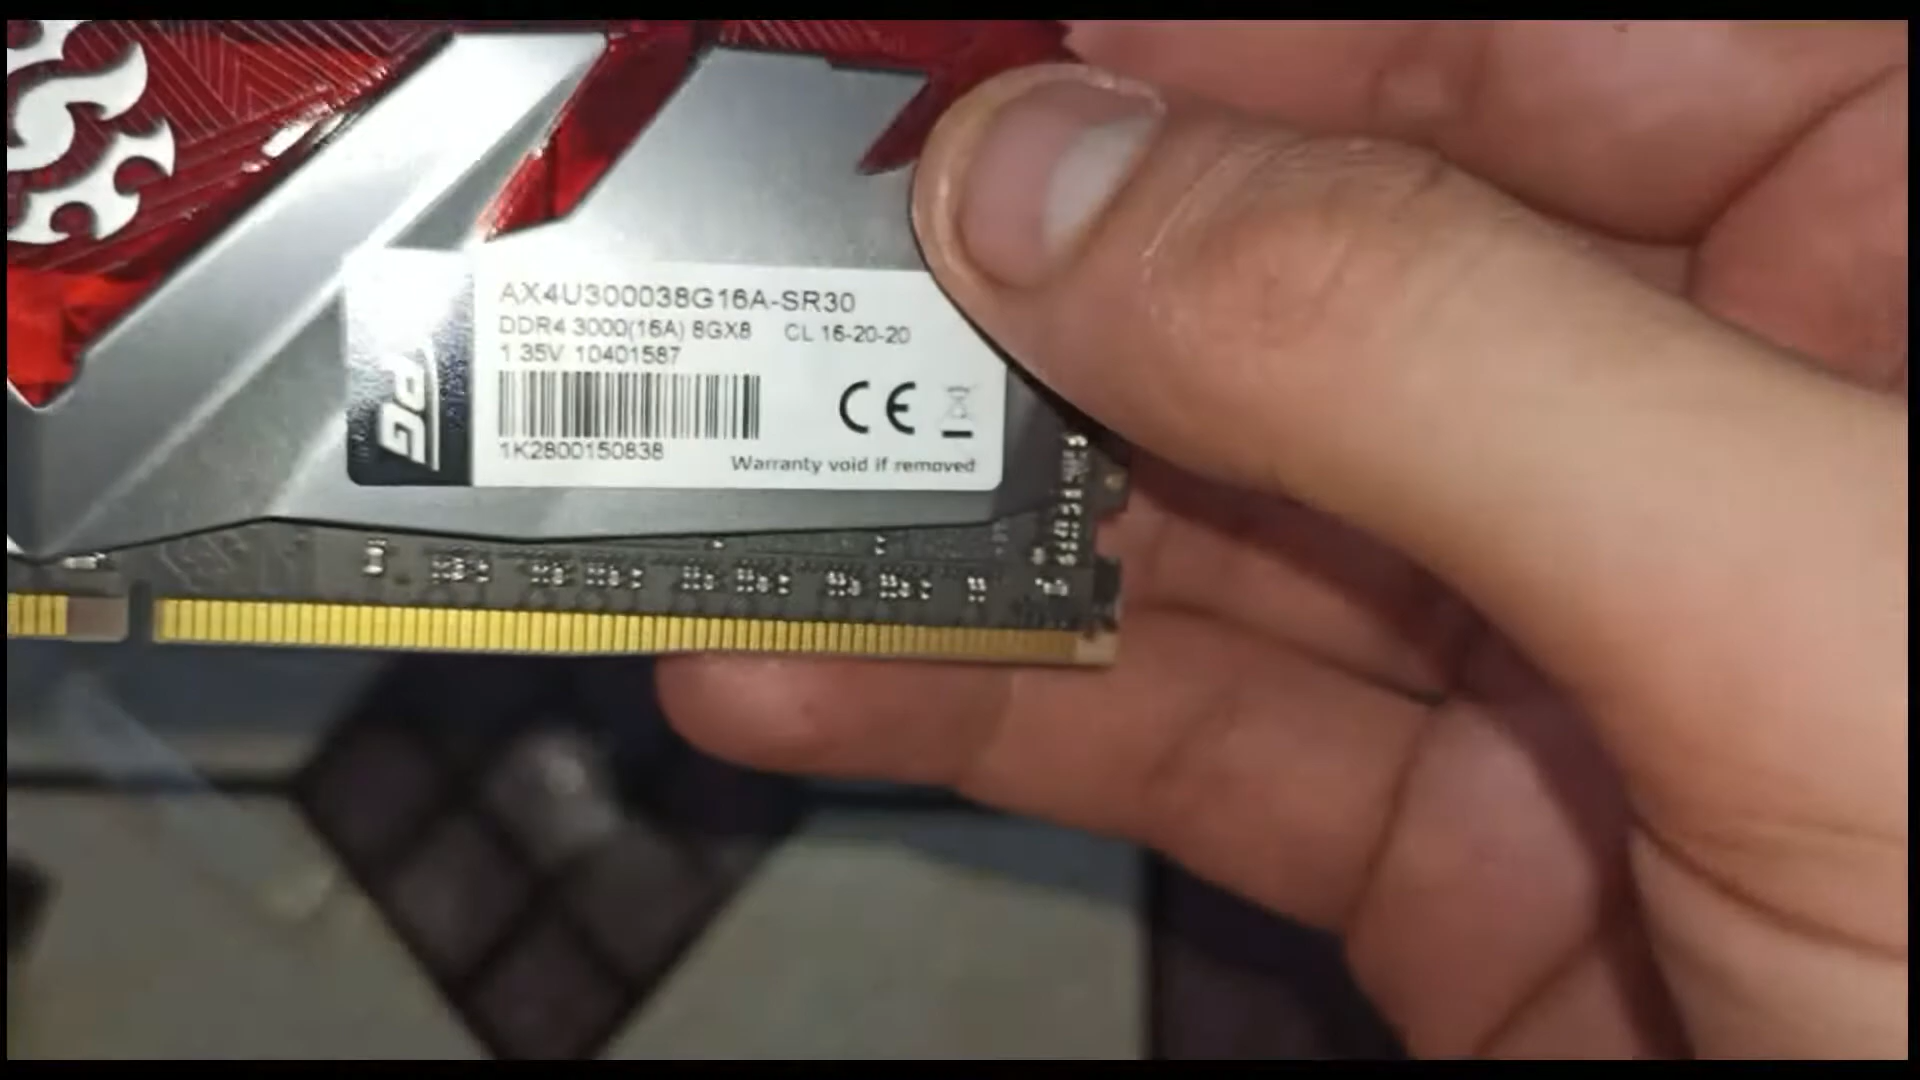 AX4U300038G16A-SR30
DDR4 3000(16A) 8GX8 CL 16-20-20
1.35V 10401587
1K2800150838
CE
Warranty void if removed